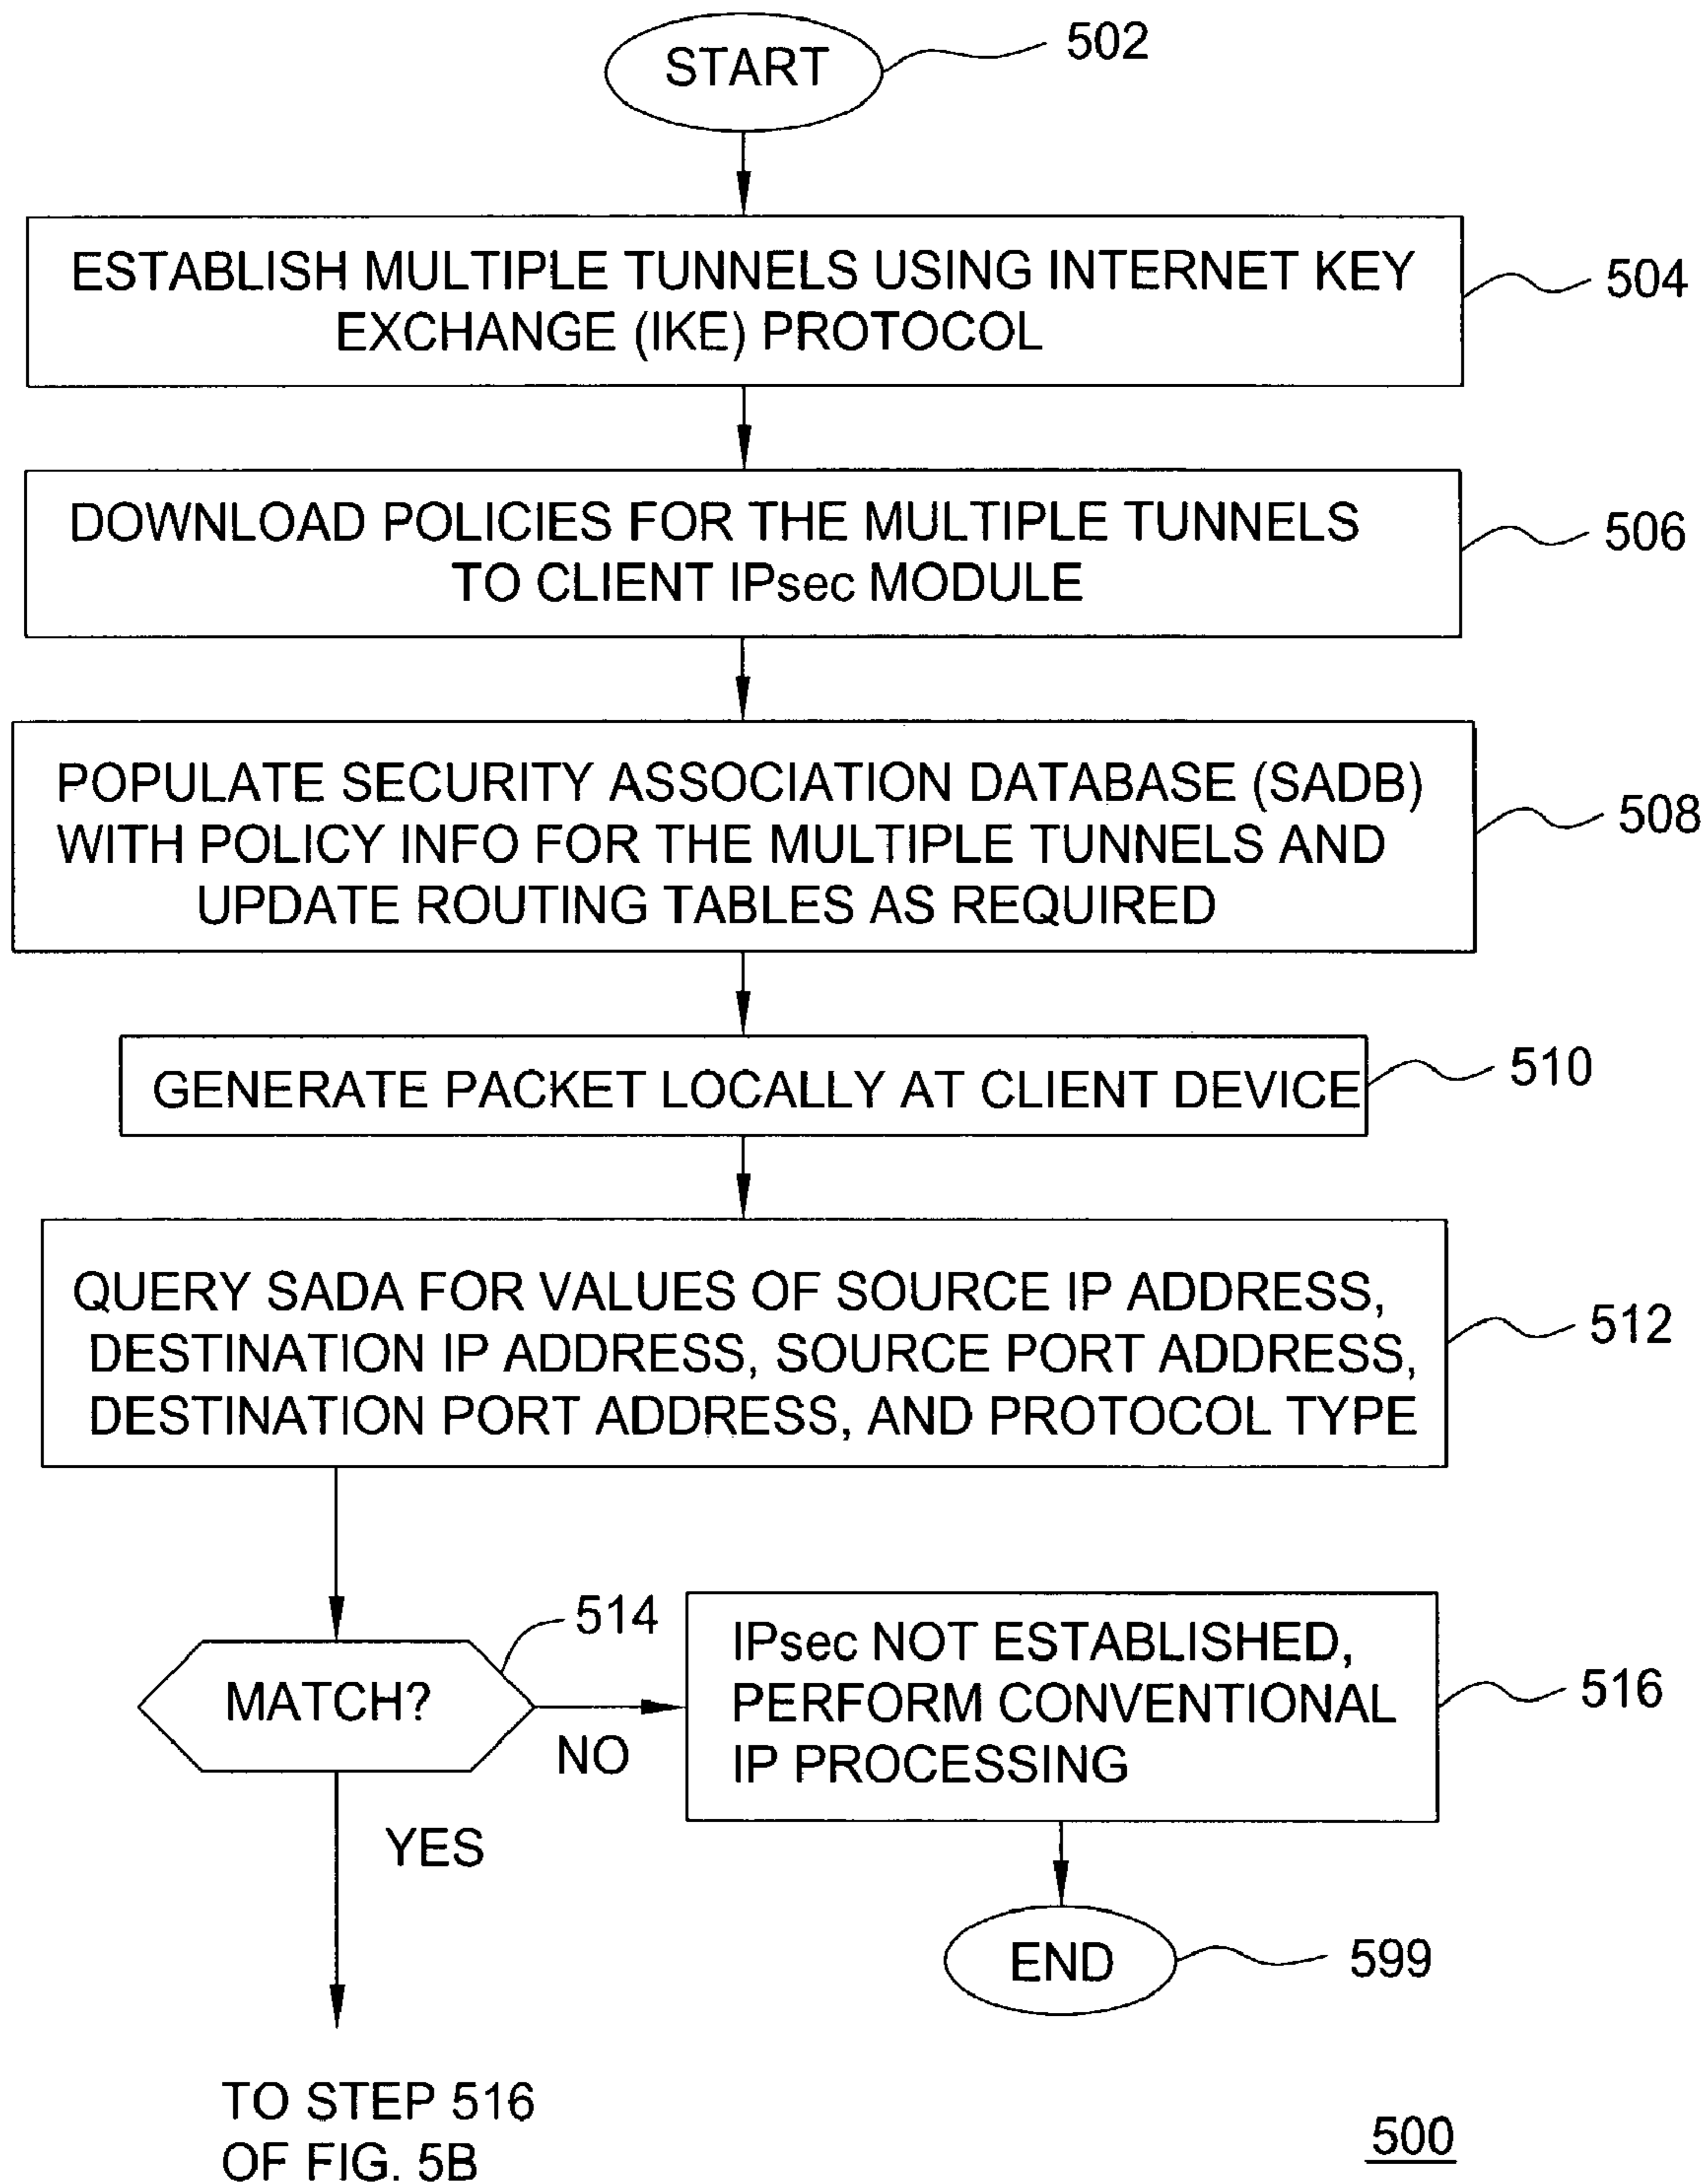 START
502
ESTABLISH MULTIPLE TUNNELS USING INTERNET KEY
EXCHANGE (IKE) PROTOCOL
504
DOWNLOAD POLICIES FOR THE MULTIPLE TUNNELS
TO CLIENT IPsec MODULE
506
POPULATE SECURITY ASSOCIATION DATABASE (SADB)
WITH POLICY INFO FOR THE MULTIPLE TUNNELS AND
UPDATE ROUTING TABLES AS REQUIRED
508
GENERATE PACKET LOCALLY AT CLIENT DEVICE
510
QUERY SADA FOR VALUES OF SOURCE IP ADDRESS,
DESTINATION IP ADDRESS, SOURCE PORT ADDRESS,
DESTINATION PORT ADDRESS, AND PROTOCOL TYPE
512
MATCH?
514
NO
IPsec NOT ESTABLISHED,
PERFORM CONVENTIONAL
IP PROCESSING
516
YES
END
599
TO STEP 516
OF FIG. 5B
500